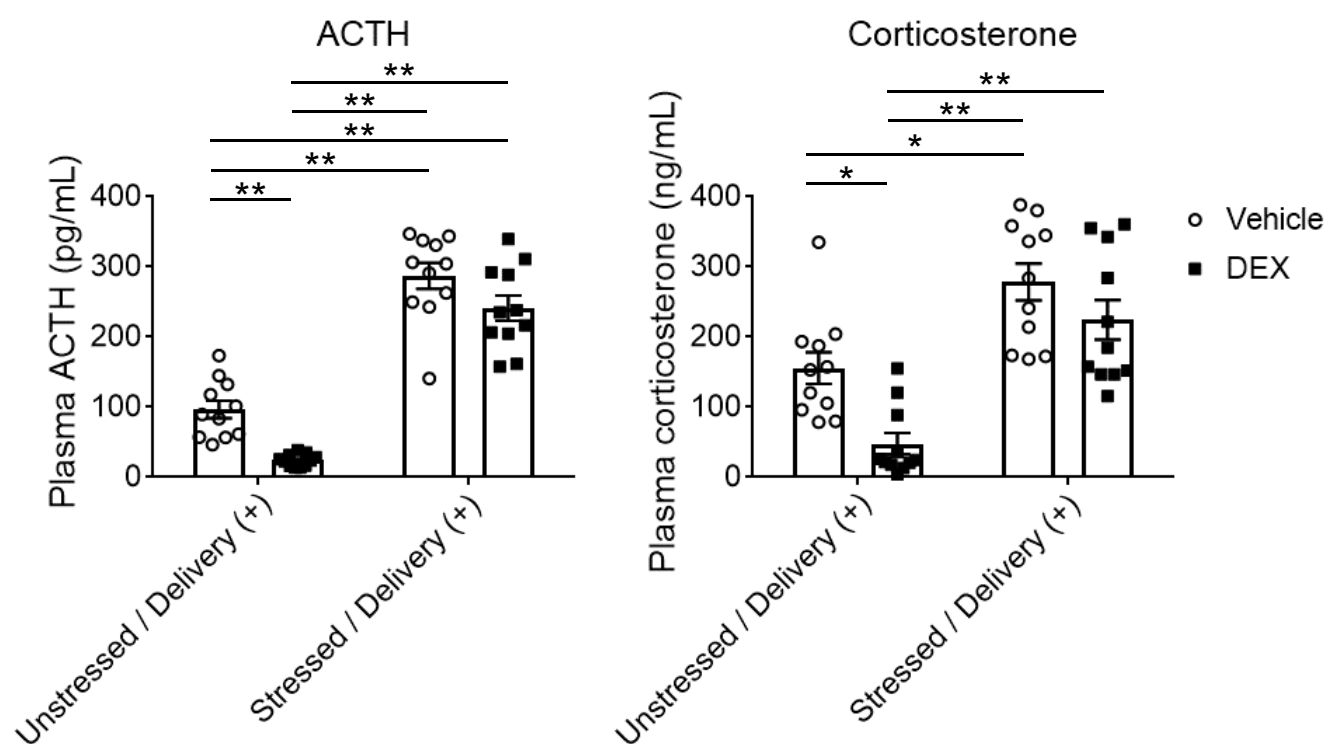 ACTH
**
**
**
**
**
Plasma ACTH (pg/mL)
400
300
200
100
0
Unstressed / Delivery (+)
Stressed / Delivery (+)
Corticosterone
**
**
*
*
Plasma corticosterone (ng/mL)
400
300
200
100
0
Unstressed / Delivery (+)
Stressed / Delivery (+)
Vehicle
DEX